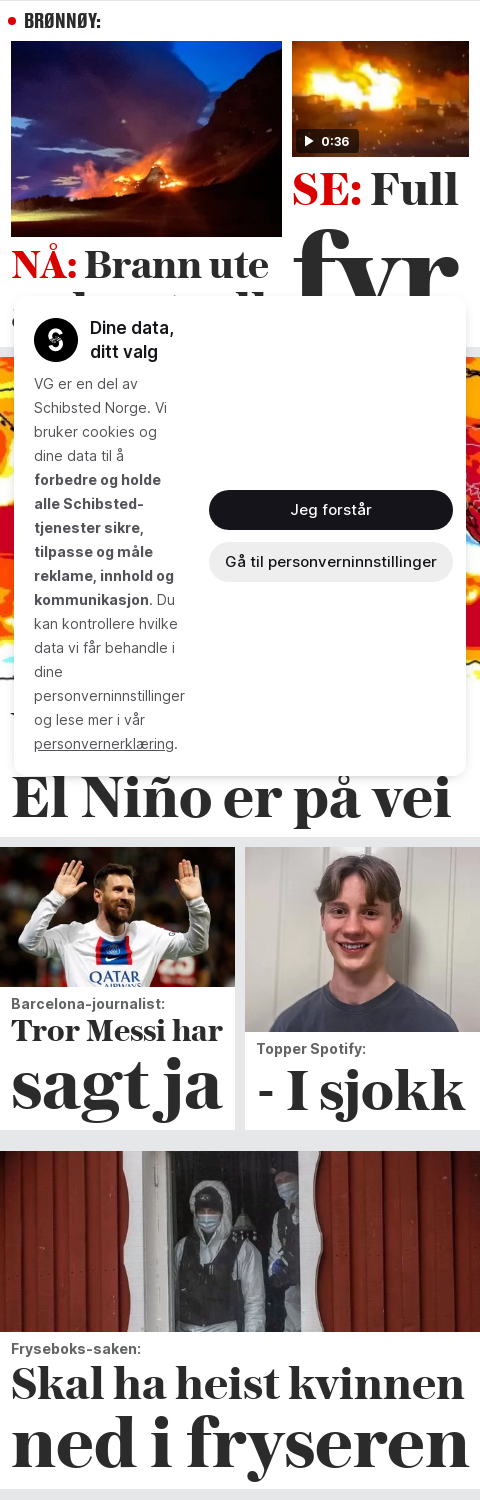 BRØNNØY:
0:36
SE: Full
fyr
NÅ: Brann ute
Dine data,
ditt valg
VG er en del av
Schibsted Norge. Vi
bruker cookies og
dine data til å
forbedre og holde
alle Schibsted-
tjenester sikre,
tilpasse og måle
reklame, innhold og
kommunikasjon. Du
kan kontrollere hvilke
data vi får behandle i
dine
personverninnstillinger
og lese mer i vår
personvernerklæring.
Jeg forstår
Gå til personverninnstillinger
El Niño er på vei
QATAR
AIRWAYS
Barcelona-journalist:
Tror Messi har
sagt ja
Topper Spotify:
- I sjokk
Fryseboks-saken:
Skal ha heist kvinnen
ned i fryseren